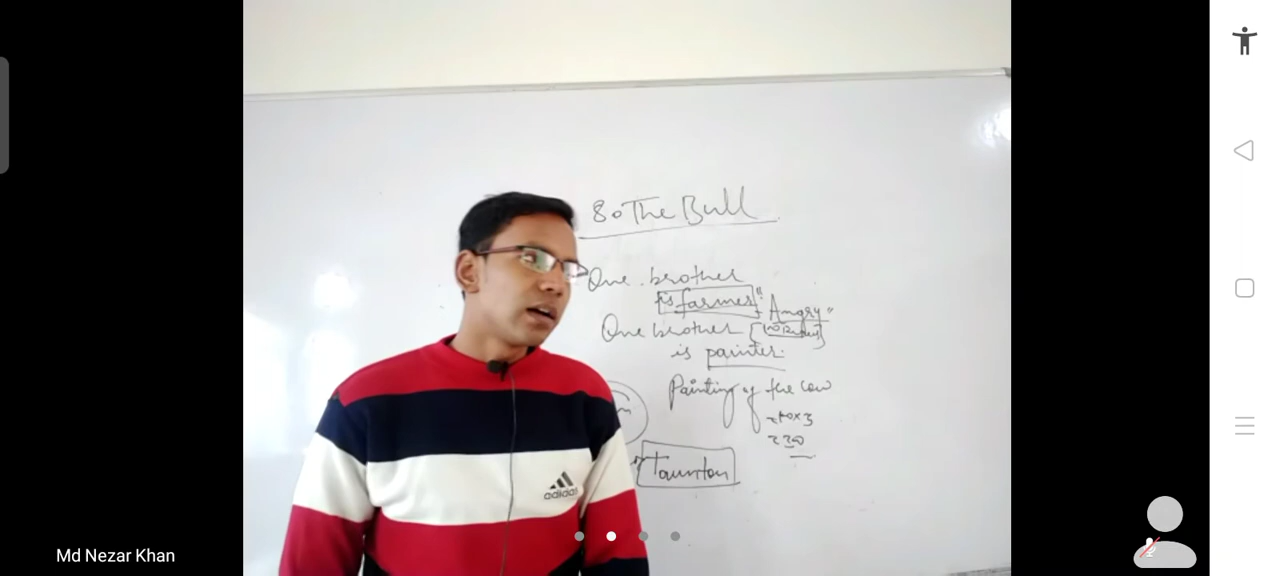 8. The Bull
One brother
is farmer"
Angry"
One brother
is painter.
Painting of the cow
Taunton
adidas
Md Nezar Khan